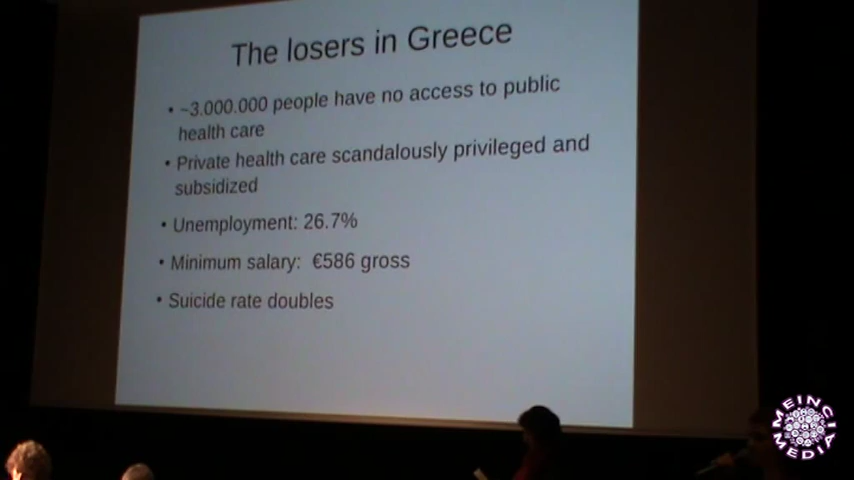 The losers in Greece
• ~3.000.000 people have no access to public
health care
• Private health care scandalously privileged and
subsidized
• Unemployment: 26.7%
• Minimum salary: €586 gross
• Suicide rate doubles
MEINCI
MEDIA